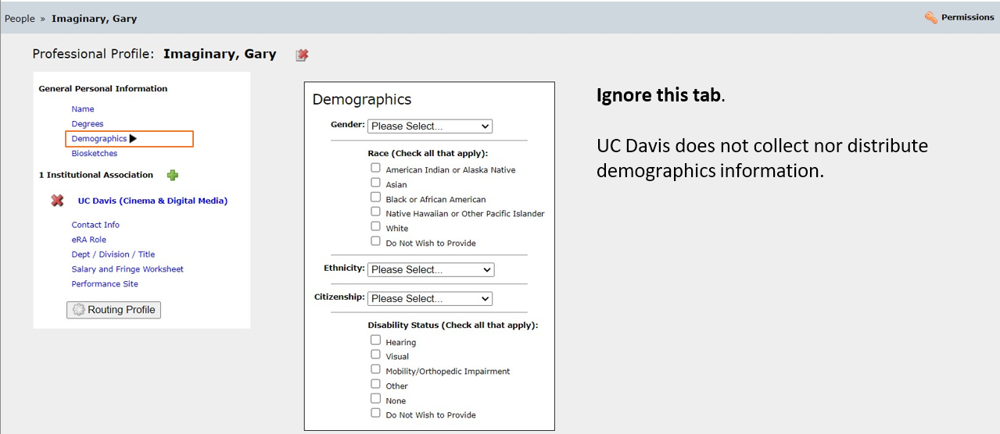 People » Imaginary, Gary
Permissions
Professional Profile: Imaginary, Gary
General Personal Information
Name
Degrees
Demographics
Biosketches
1 Institutional Association
UC Davis (Cinema & Digital Media)
Contact Info
eRA Role
Dept / Division / Title
Salary and Fringe Worksheet
Performance Site
Routing Profile
Demographics
Gender: Please Select...
Race (Check all that apply):
American Indian or Alaska Native
Asian
Black or African American
Native Hawaiian or Other Pacific Islander
White
Do Not Wish to Provide
Ethnicity: Please Select...
Citizenship: Please Select...
Disability Status (Check all that apply):
Hearing
Visual
Mobility/Orthopedic Impairment
Other
None
Do Not Wish to Provide
Ignore this tab.
UC Davis does not collect nor distribute
demographics information.